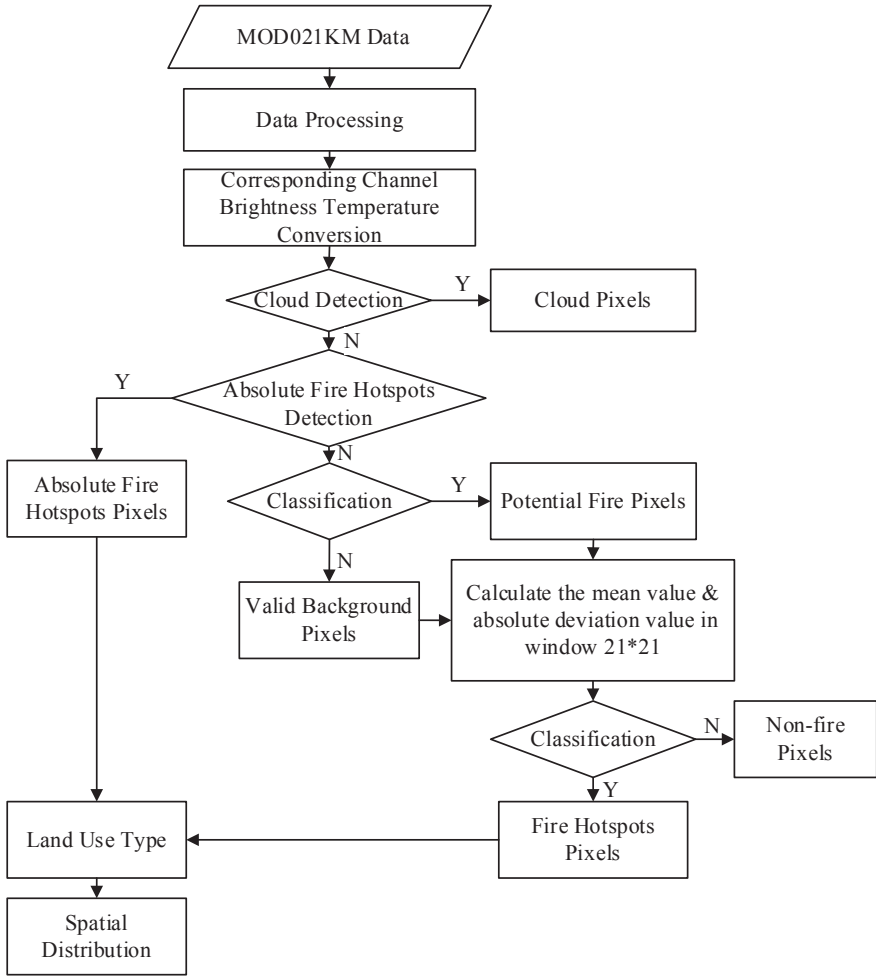 MOD021KM Data
Data Processing
Corresponding Channel
Brightness Temperature
Conversion
Cloud Detection
Y
Cloud Pixels
N
Absolute Fire Hotspots
Detection
Y
N
Absolute Fire
Hotspots Pixels
Classification
Y
Potential Fire Pixels
N
Valid Background
Pixels
Calculate the mean value &
absolute deviation value in
window 21*21
Classification
N
Non-fire
Pixels
Y
Fire Hotspots
Pixels
Land Use Type
Spatial
Distribution